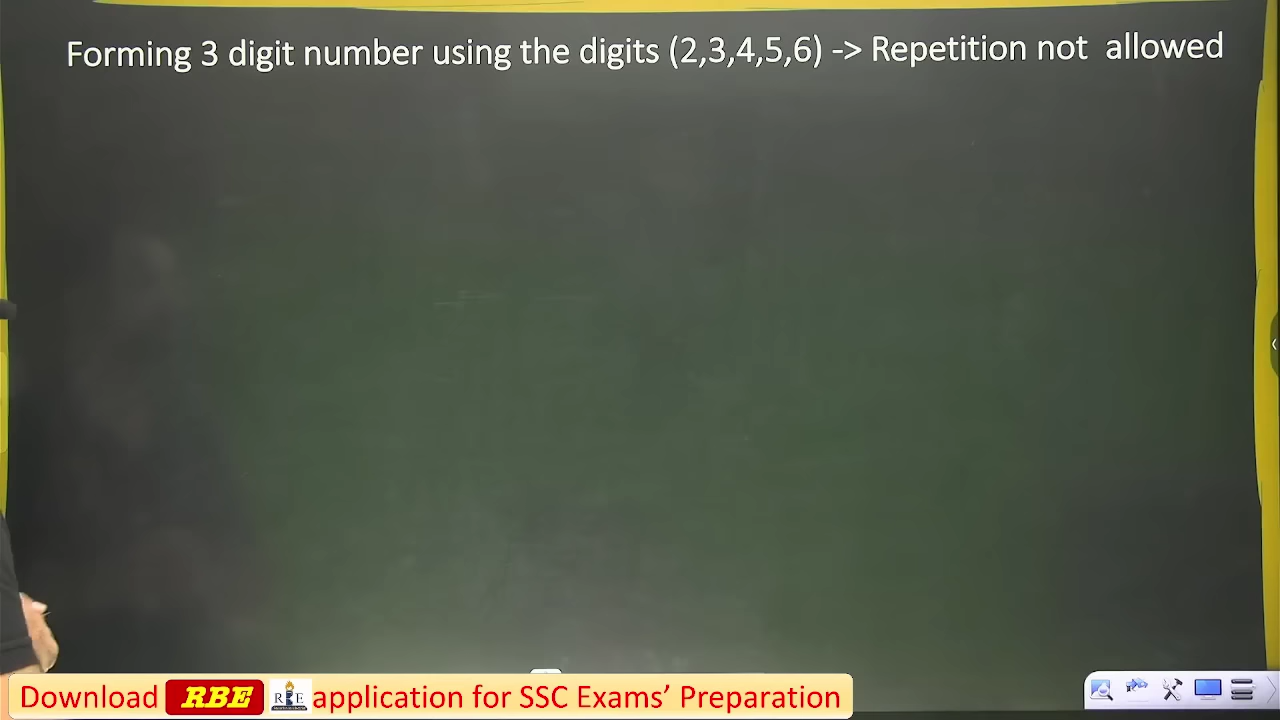 Forming 3 digit number using the digits (2,3,4,5,6) -> Repetition not allowed
Download RBE R E application for SSC Exams’ Preparation